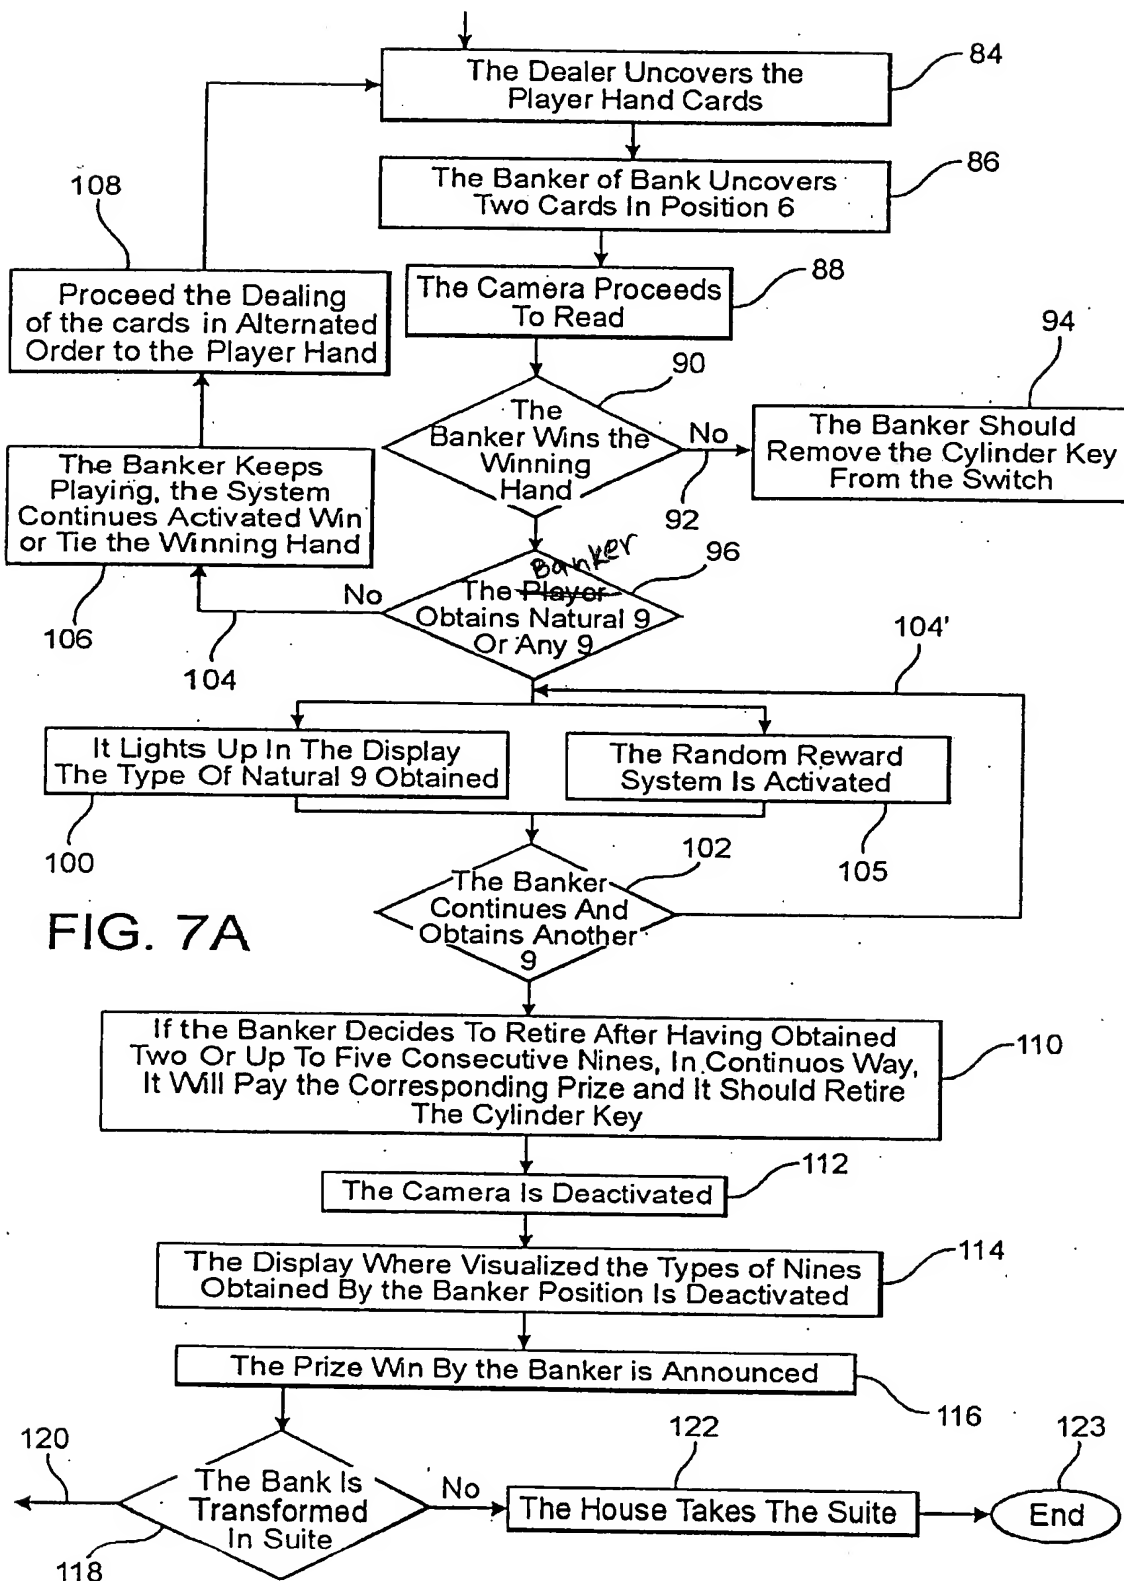 The Dealer Uncovers the
Player Hand Cards
84
The Banker of Bank Uncovers
Two Cards In Position 6
86
108
Proceed the Dealing
of the cards in Alternated
Order to the Player Hand
The Camera Proceeds
To Read
88
90
94
The
Banker Wins the
Winning
Hand
No
92
The Banker Should
Remove the Cylinder Key
From the Switch
The Banker Keeps
Playing, the System
Continues Activated Win
or Tie the Winning Hand
106
No
104
Banker
The Player
Obtains Natural 9
Or Any 9
96
104'
It Lights Up In The Display
The Type Of Natural 9 Obtained
100
The Random Reward
System Is Activated
105
102
The Banker
Continues And
Obtains Another
9
FIG. 7A
If the Banker Decides To Retire After Having Obtained
Two Or Up To Five Consecutive Nines, In Continuos Way,
It Will Pay the Corresponding Prize and It Should Retire
The Cylinder Key
110
The Camera Is Deactivated
112
The Display Where Visualized the Types of Nines
Obtained By the Banker Position Is Deactivated
114
The Prize Win By the Banker is Announced
116
120
The Bank Is
Transformed
In Suite
118
No
122
The House Takes The Suite
123
End